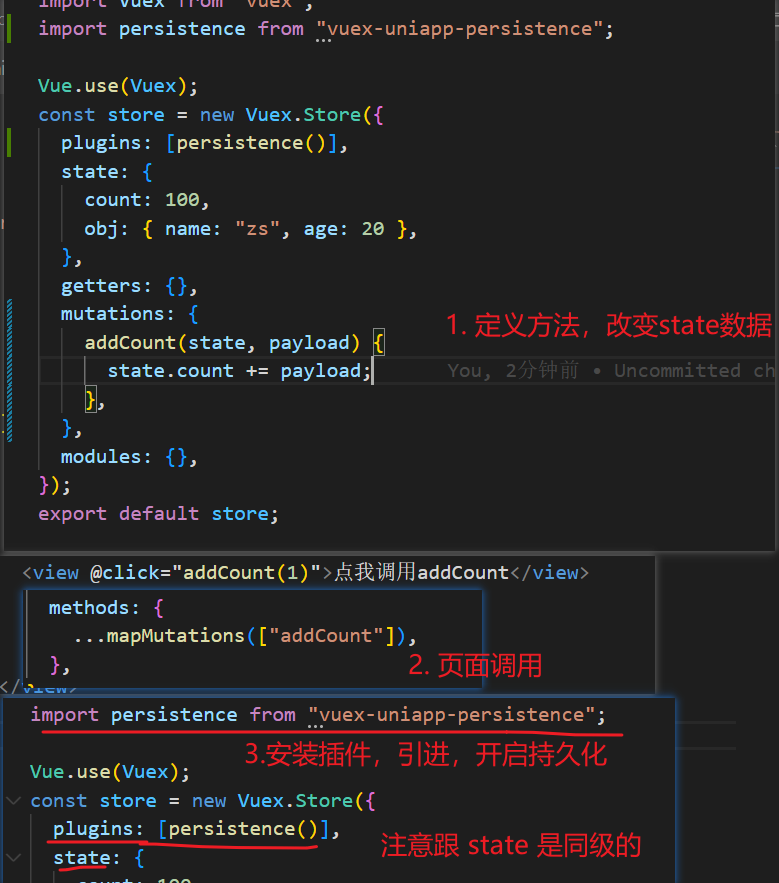 import Vuex from "vuex";
import persistence from "vuex-uniapp-persistence";
Vue.use(Vuex);
const store = new Vuex.Store({
plugins: [persistence()],
state: {
count: 100,
obj: { name: "zs", age: 20 },
},
getters: {},
mutations: {
1. 定义方法，改变state数据
addCount(state, payload) {
state.count += payload;
You, 2分钟前 • Uncommitted ch
},
},
modules: {},
});
export default store;
<view @click="addCount(1)">点我调用addCount</view>
methods: {
...mapMutations(["addCount"]),
},
2. 页面调用
</view>
import persistence from "vuex-uniapp-persistence";
3.安装插件，引进，开启持久化
Vue.use(Vuex);
const store = new Vuex.Store({
plugins: [persistence()],
注意跟 state 是同级的
state: {
count: 100